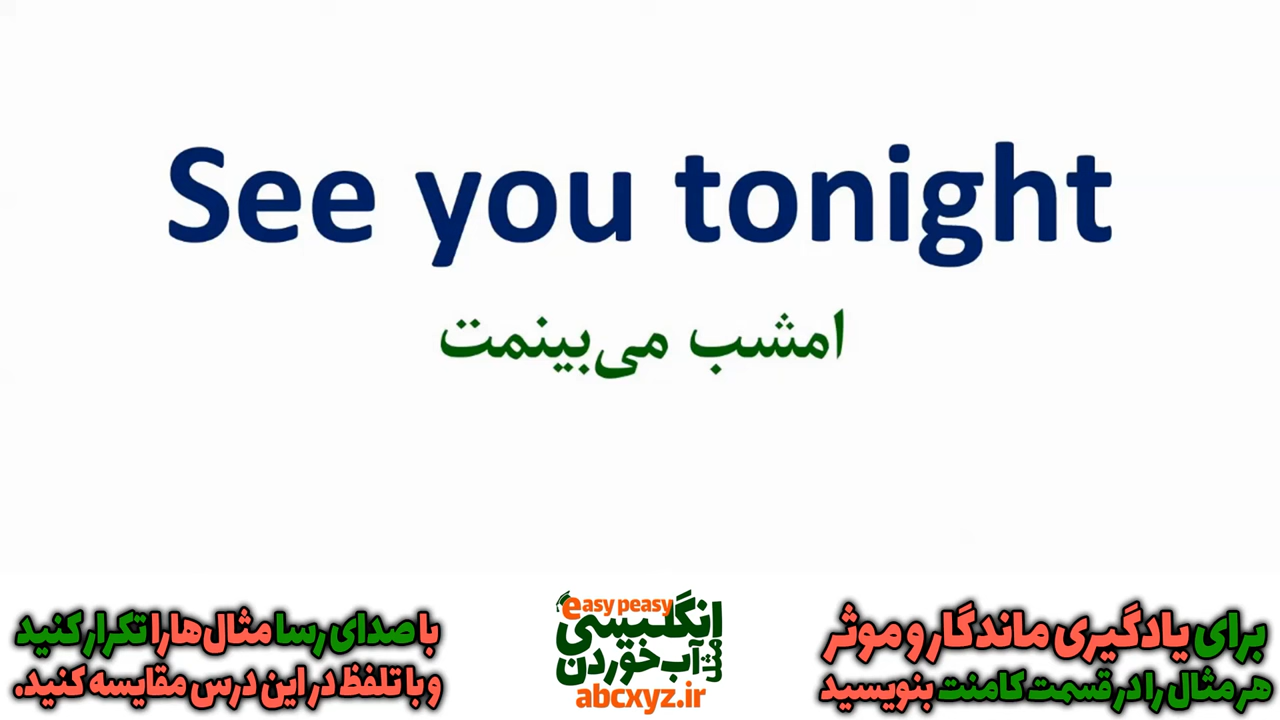 See you tonight
امشب می‌بینمت
برای یادگیری ماندگار و موثر
هر مثال را در قسمت کامنت بنویسید
easy peasy
انگلیسی
مثل آب خوردن
abcxyz.ir
با صدای رسا مثال‌ها را تکرار کنید
و با تلفظ در این درس مقایسه کنید.